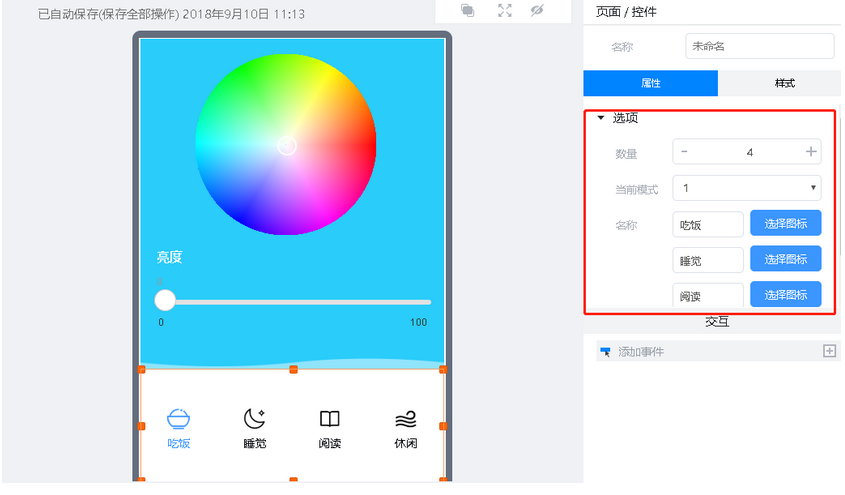 已自动保存(保存全部操作) 2018年9月10日 11:13
页面 / 控件
名称
未命名
属性
样式
选项
数量
-
4
+
当前模式
1
名称
吃饭
选择图标
睡觉
选择图标
阅读
选择图标
交互
添加事件
亮度
0
100
吃饭
睡觉
阅读
休闲